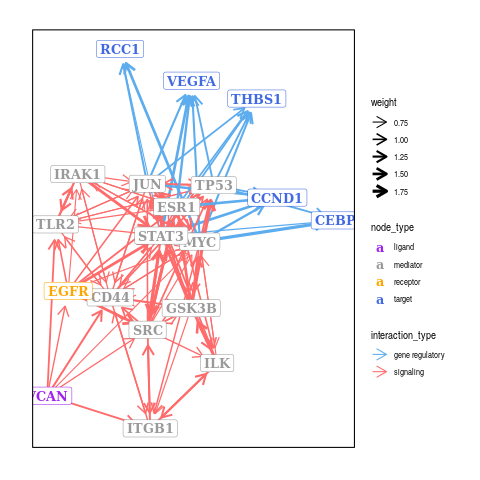 RCC1
VEGFA
THBS1
IRAK1
JUN
TP53
CCND1
ESR1
TLR2
CEBP
STAT3
MYC
EGFR
CD44
GSK3B
SRC
ILK
VCAN
ITGB1
weight
0.75
1.00
1.25
1.50
1.75
node_type
a ligand
a mediator
a receptor
a target
interaction_type
gene regulatory
signaling